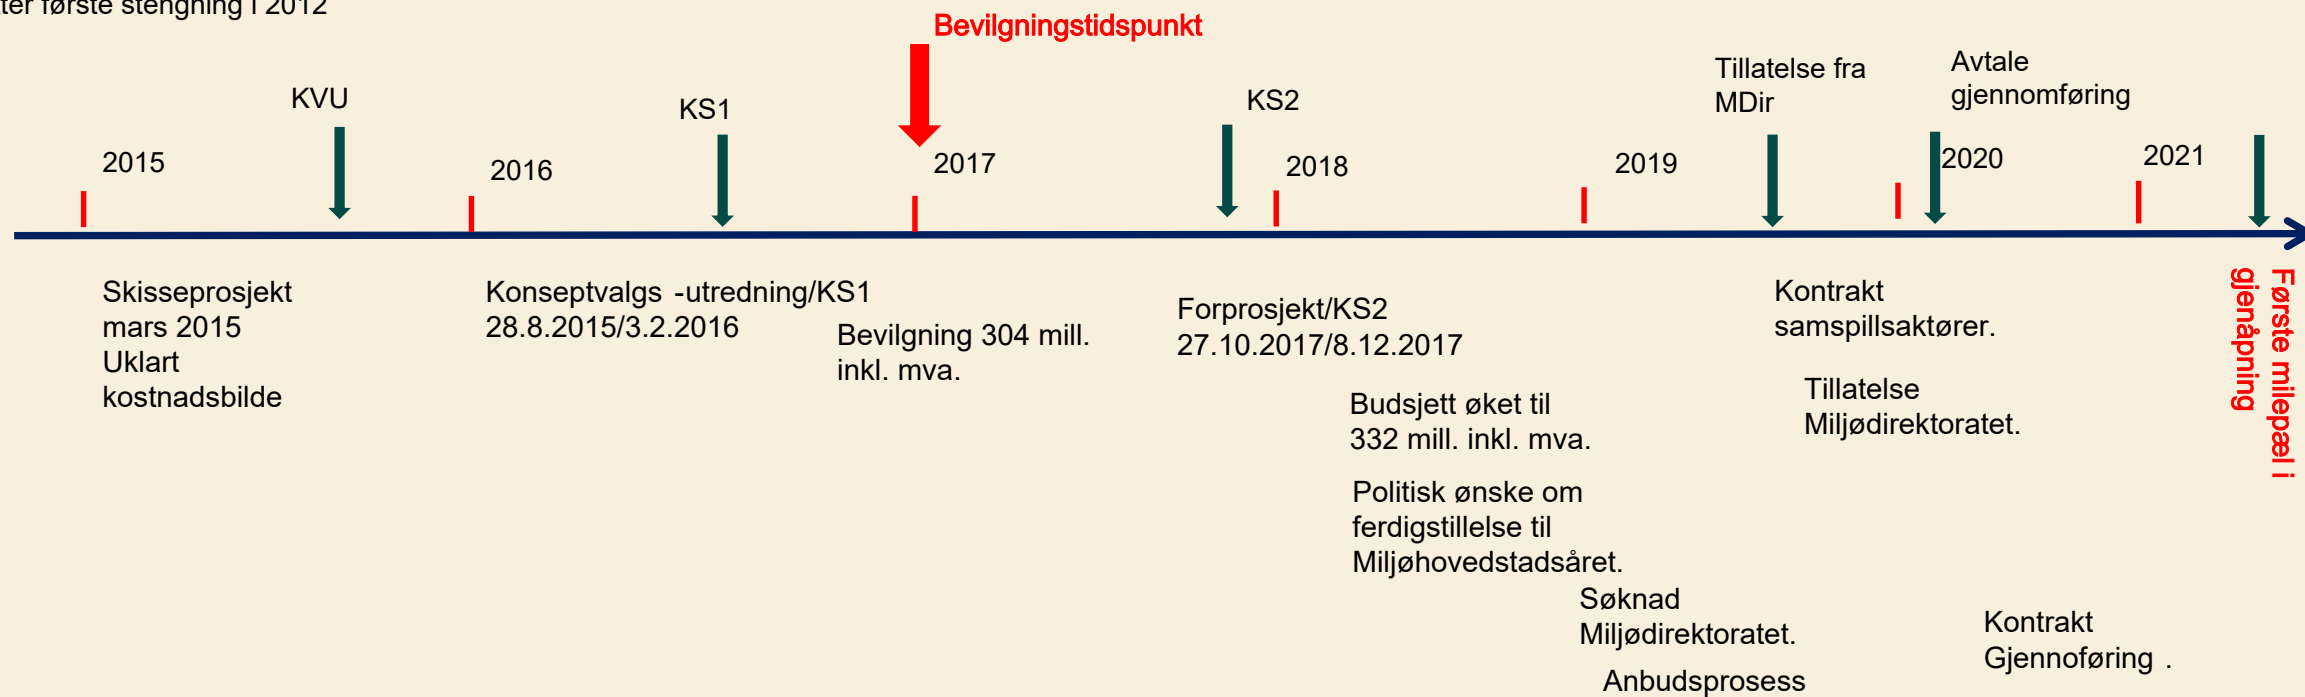 første stengning i 2012
Bevilgningstidspunkt
KVU
KS1
KS2
Tillatelse fra
MDir
Avtale
gjennomføring
2015
2016
2017
2018
2019
2020
2021
Skisseprosjekt
mars 2015
Uklart
kostnadsbilde
Konseptvalgs -utredning/KS1
28.8.2015/3.2.2016
Bevilgning 304 mill.
inkl. mva.
Forprosjekt/KS2
27.10.2017/8.12.2017
Budsjett øket til
332 mill. inkl. mva.
Politisk ønske om
ferdigstillelse til
Miljøhovedstadsåret.
Søknad
Miljødirektoratet.
Anbudsprosess
Kontrakt
samspillsaktører.
Tillatelse
Miljødirektoratet.
Kontrakt
Gjennoføring .
Første milepæl i
gjenåpning